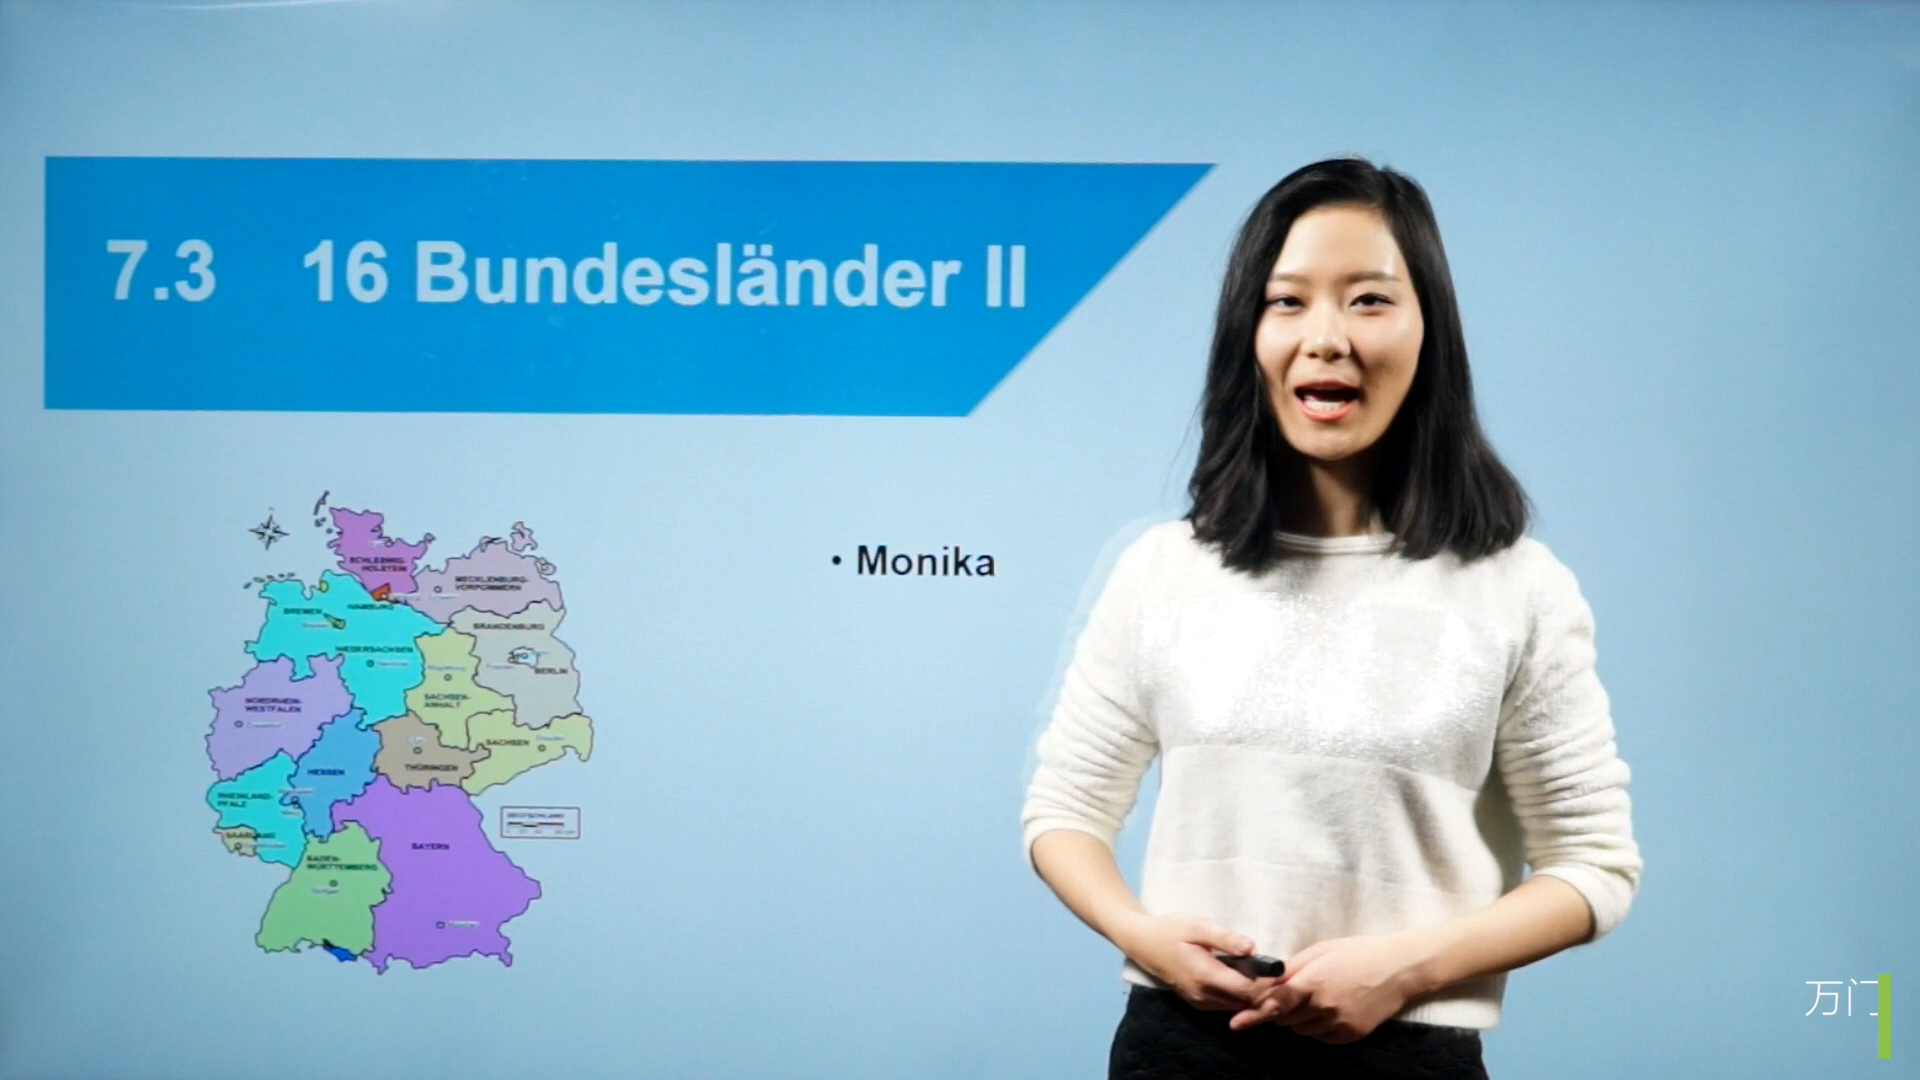 7.3 16 Bundesländer II
• Monika
SCHLESWIG-
HOLSTEIN
MECKLENBURG-
VORPOMMERN
HAMBURG
BREMEN
BRANDENBURG
NIEDERSACHSEN
BERLIN
SACHSEN-
ANHALT
NORDRHEIN-
WESTFALEN
SACHSEN
THÜRINGEN
HESSEN
RHEINLAND-
PFALZ
DEUTSCHLAND
SAARLAND
BAYERN
BADEN-
WÜRTTEMBERG
万门